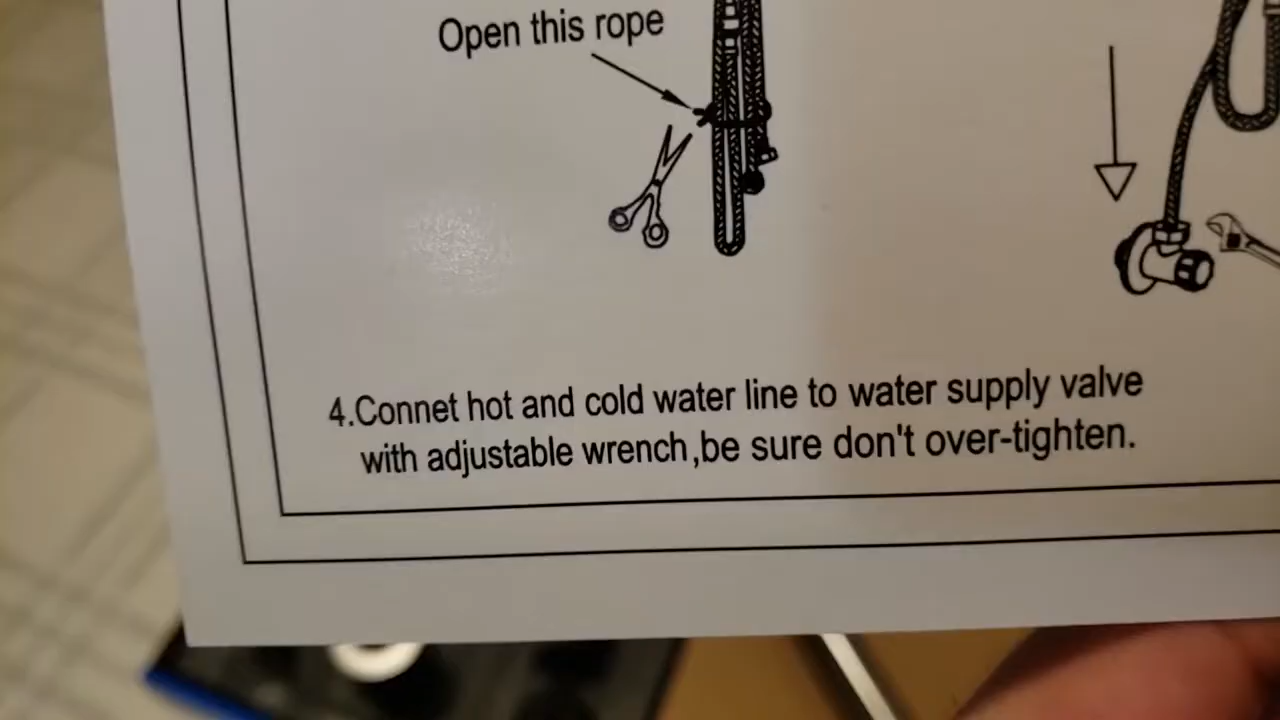 Open this rope
4.Connet hot and cold water line to water supply valve
with adjustable wrench,be sure don't over-tighten.